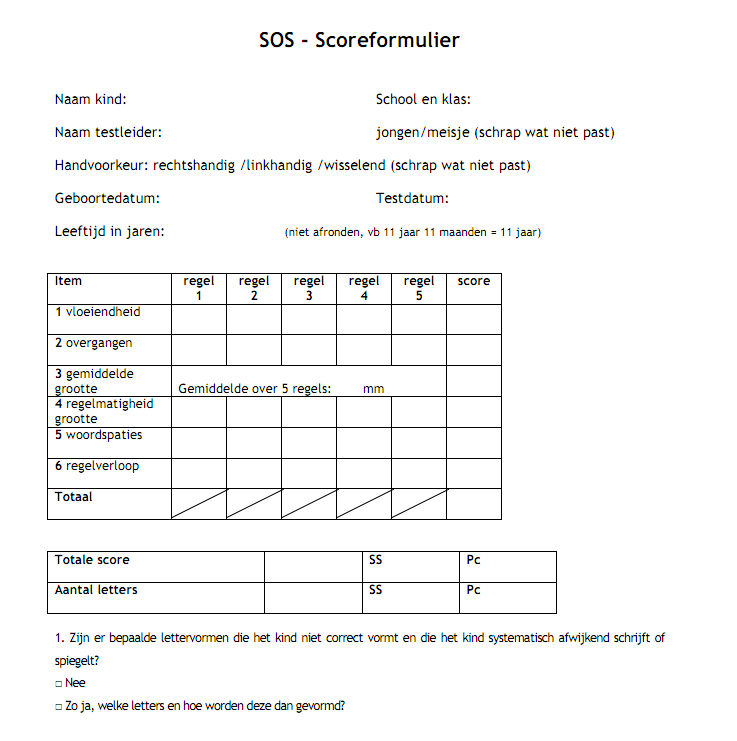 SOS - Scoreformulier
Naam kind: School en klas:
Naam testleider: jongen/meisje (schrap wat niet past)
Handvoorkeur: rechtshandig /linkhandig /wisselend (schrap wat niet past)
Geboortedatum: Testdatum:
Leeftijd in jaren: (niet afronden, vb 11 jaar 11 maanden = 11 jaar)
Item regel 1 regel 2 regel 3 regel 4 regel 5 score
1 vloeiendheid
2 overgangen
3 gemiddelde
grootte Gemiddelde over 5 regels: mm
4 regelmatigheid
grootte
5 woordspaties
6 regelverloop
Totaal
Totale score SS Pc
Aantal letters SS Pc
1. Zijn er bepaalde lettervormen die het kind niet correct vormt en die het kind systematisch afwijkend schrijft of
spiegelt?
□ Nee
□ Zo ja, welke letters en hoe worden deze dan gevormd?